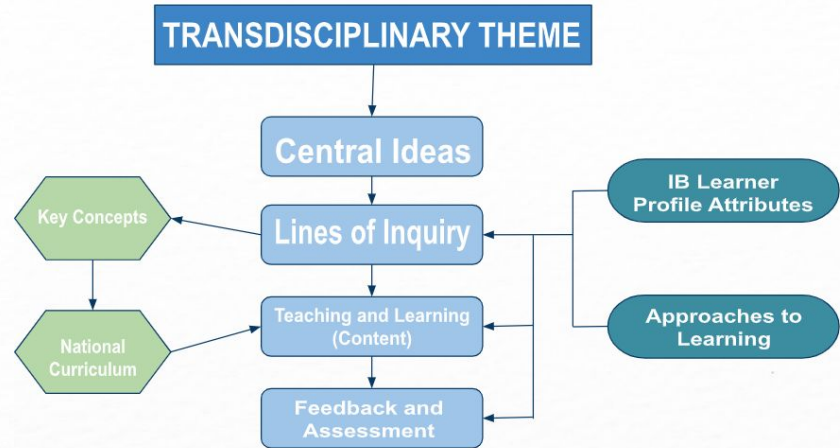 TRANSDISCIPLINARY THEME
Central Ideas
IB Learner
Profile Attributes
Key Concepts
Lines of Inquiry
Teaching and Learning
(Content)
Approaches to
Learning
National
Curriculum
Feedback and
Assessment